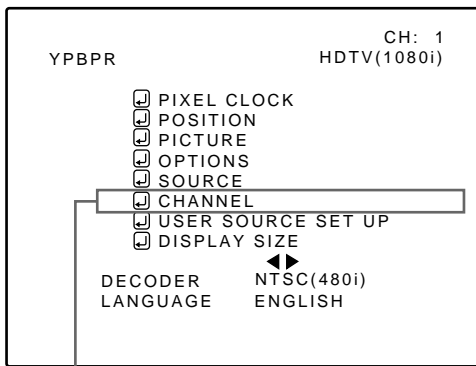 CH: 1
YPBPR HDTV(1080i)
PIXEL CLOCK
POSITION
PICTURE
OPTIONS
SOURCE
CHANNEL
USER SOURCE SET UP
DISPLAY SIZE
DECODER NTSC(480i)
LANGUAGE ENGLISH